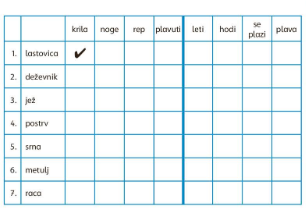 krila noge rep plavuti leti hodi se plazi plava
1. lastovica ✔
2. deževnik
3. jež
4. postrv
5. srna
6. metulj
7. raca